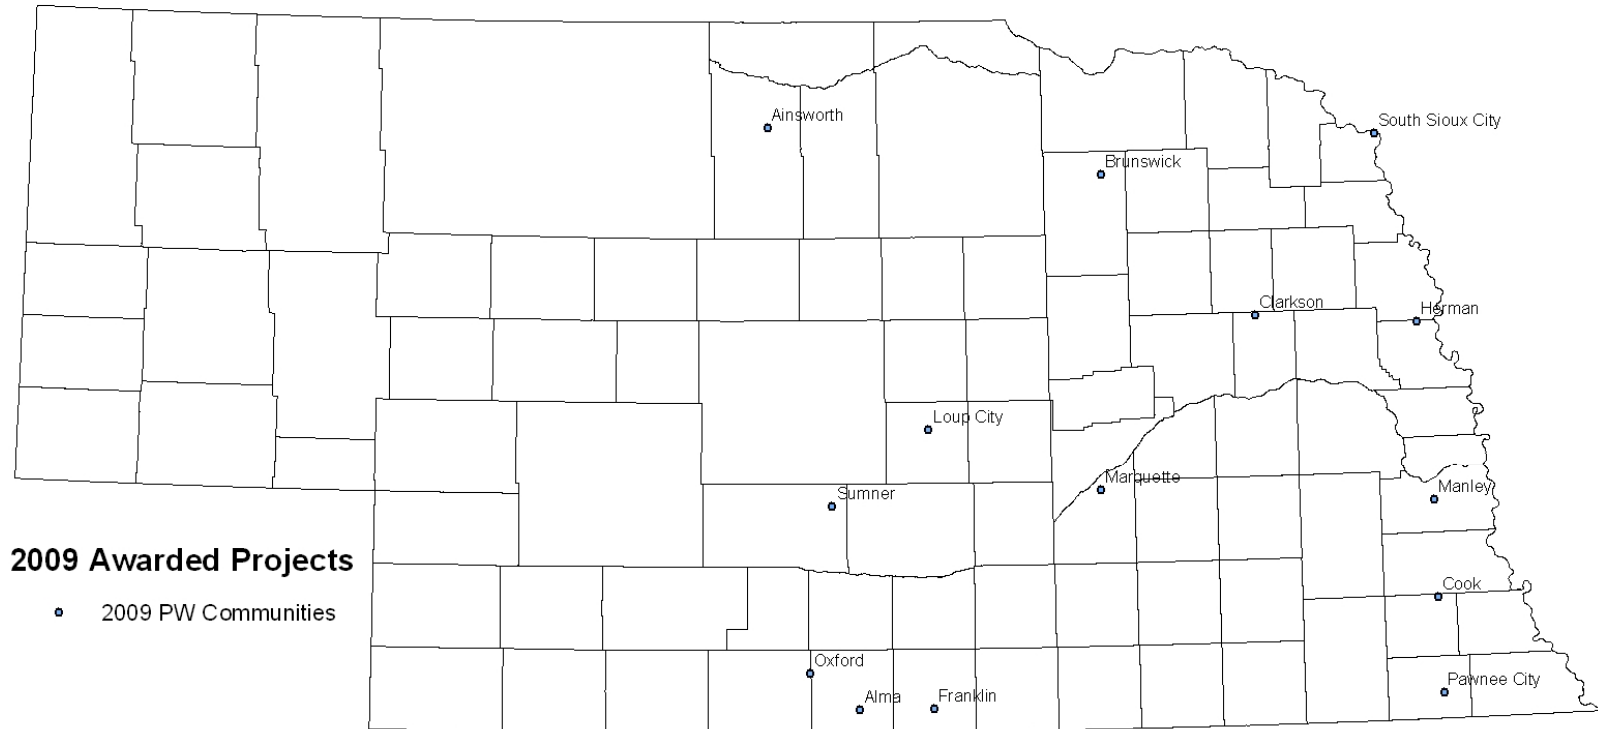 Ainsworth
South Sioux City
Brunswick
Clarkson
Herman
Loup City
Marquette
Manley
Sumner
2009 Awarded Projects
2009 PW Communities
Cook
Oxford
Alma
Franklin
Pawnee City